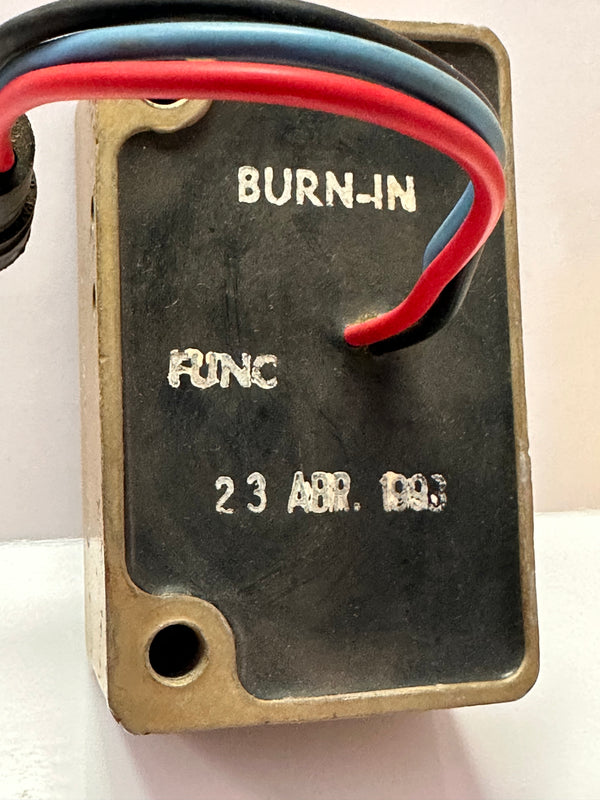 BURN-IN
FUNC
23 ABR. 1993